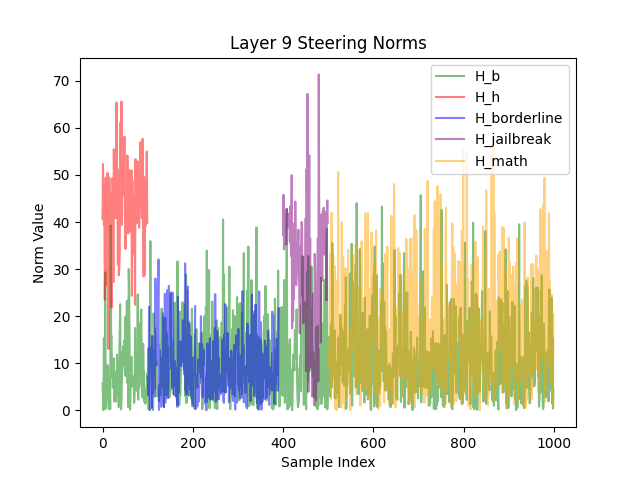 Layer 9 Steering Norms
Norm Value
70
60
50
40
30
20
10
0
H_b
H_h
H_borderline
H_jailbreak
H_math
0
200
400
600
800
1000
Sample Index